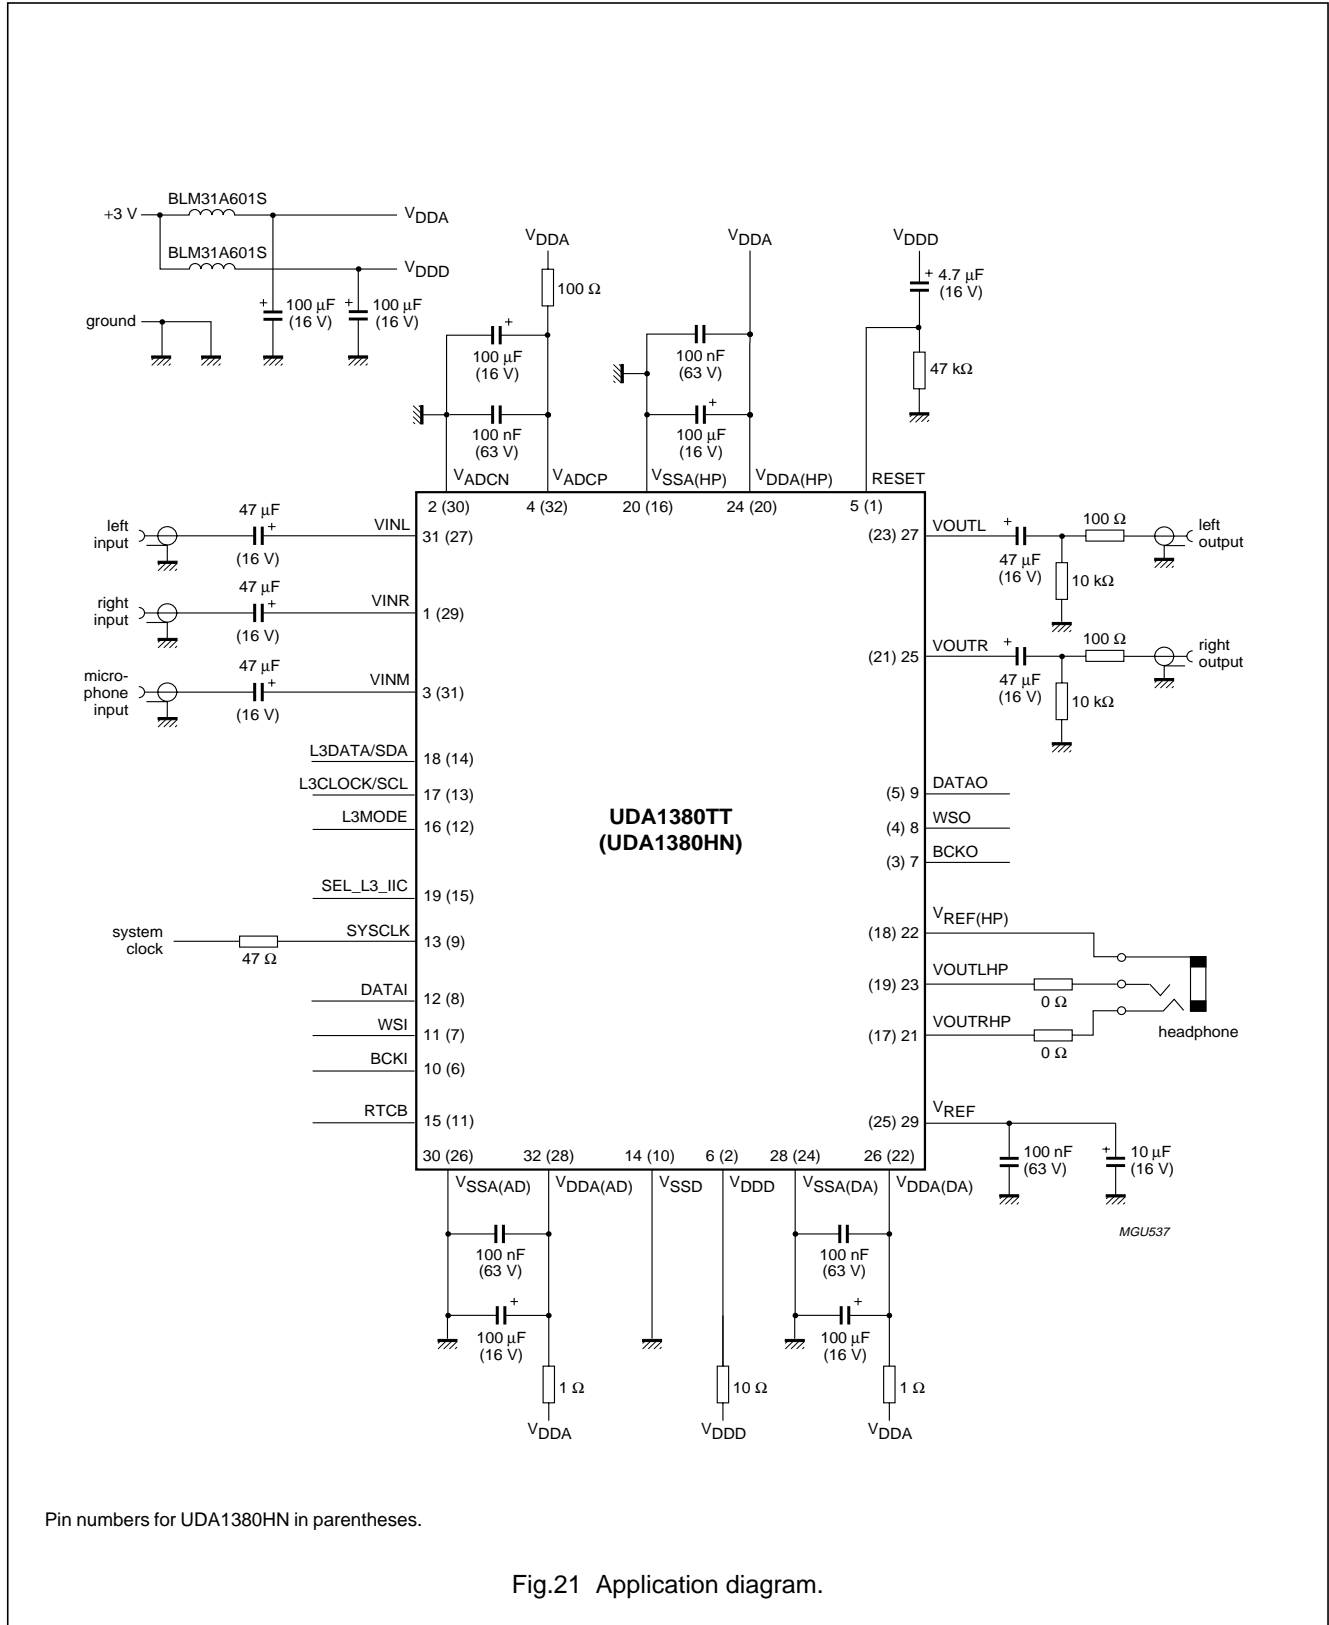 BLM31A601S
+3 V
VDDA
BLM31A601S
VDDD
+
100 µF
(16 V)
+
100 µF
(16 V)
ground
VDDA
100 Ω
+
100 µF
(16 V)
100 nF
(63 V)
VDDA
100 nF
(63 V)
+
100 µF
(16 V)
VDDD
+
4.7 µF
(16 V)
47 kΩ
VADCN
VADCP
VSSA(HP)
VDDA(HP)
RESET
2 (30)
4 (32)
20 (16)
24 (20)
5 (1)
left
input
47 µF
+
(16 V)
VINL
31 (27)
right
input
47 µF
+
(16 V)
VINR
1 (29)
micro-
phone
input
47 µF
+
(16 V)
VINM
3 (31)
L3DATA/SDA
18 (14)
L3CLOCK/SCL
17 (13)
L3MODE
16 (12)
SEL_L3_IIC
19 (15)
system
clock
47 Ω
SYSCLK
13 (9)
DATAI
12 (8)
WSI
11 (7)
BCKI
10 (6)
RTCB
15 (11)
UDA1380TT
(UDA1380HN)
(23) 27
VOUTL
+
47 µF
(16 V)
100 Ω
10 kΩ
left
output
(21) 25
VOUTR
+
47 µF
(16 V)
100 Ω
10 kΩ
right
output
(5) 9
DATAO
(4) 8
WSO
(3) 7
BCKO
(18) 22
VREF(HP)
(19) 23
VOUTLHP
0 Ω
(17) 21
VOUTRHP
0 Ω
headphone
(25) 29
VREF
100 nF
(63 V)
+
10 µF
(16 V)
30 (26)
32 (28)
14 (10)
6 (2)
28 (24)
26 (22)
VSSA(AD)
VDDA(AD)
VSSD
VDDD
VSSA(DA)
VDDA(DA)
100 nF
(63 V)
+
100 µF
(16 V)
1 Ω
VDDA
10 Ω
VDDD
100 nF
(63 V)
+
100 µF
(16 V)
1 Ω
VDDA
MGU537
Pin numbers for UDA1380HN in parentheses.
Fig.21 Application diagram.